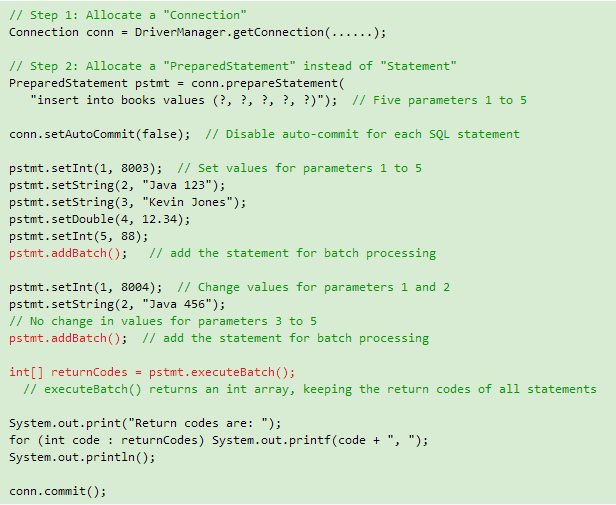 // Step 1: Allocate a "Connection"
Connection conn = DriverManager.getConnection(......);
// Step 2: Allocate a "PreparedStatement" instead of "Statement"
PreparedStatement pstmt = conn.prepareStatement(
"insert into books values (?, ?, ?, ?, ?)");  // Five parameters 1 to 5
conn.setAutoCommit(false);  // Disable auto-commit for each SQL statement
pstmt.setInt(1, 8003);  // Set values for parameters 1 to 5
pstmt.setString(2, "Java 123");
pstmt.setString(3, "Kevin Jones");
pstmt.setDouble(4, 12.34);
pstmt.setInt(5, 88);
pstmt.addBatch();   // add the statement for batch processing
pstmt.setInt(1, 8004);  // Change values for parameters 1 and 2
pstmt.setString(2, "Java 456");
// No change in values for parameters 3 to 5
pstmt.addBatch();  // add the statement for batch processing
int[] returnCodes = pstmt.executeBatch();
// executeBatch() returns an int array, keeping the return codes of all statements
System.out.print("Return codes are: ");
for (int code : returnCodes) System.out.printf(code + ", ");
System.out.println();
conn.commit();